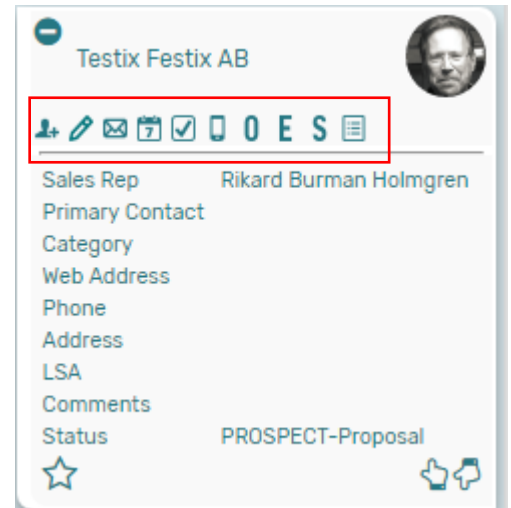 Testix Festix AB
7 O E S
Sales Rep Rikard Burman Holmgren
Primary Contact
Category
Web Address
Phone
Address
LSA
Comments
Status PROSPECT-Proposal